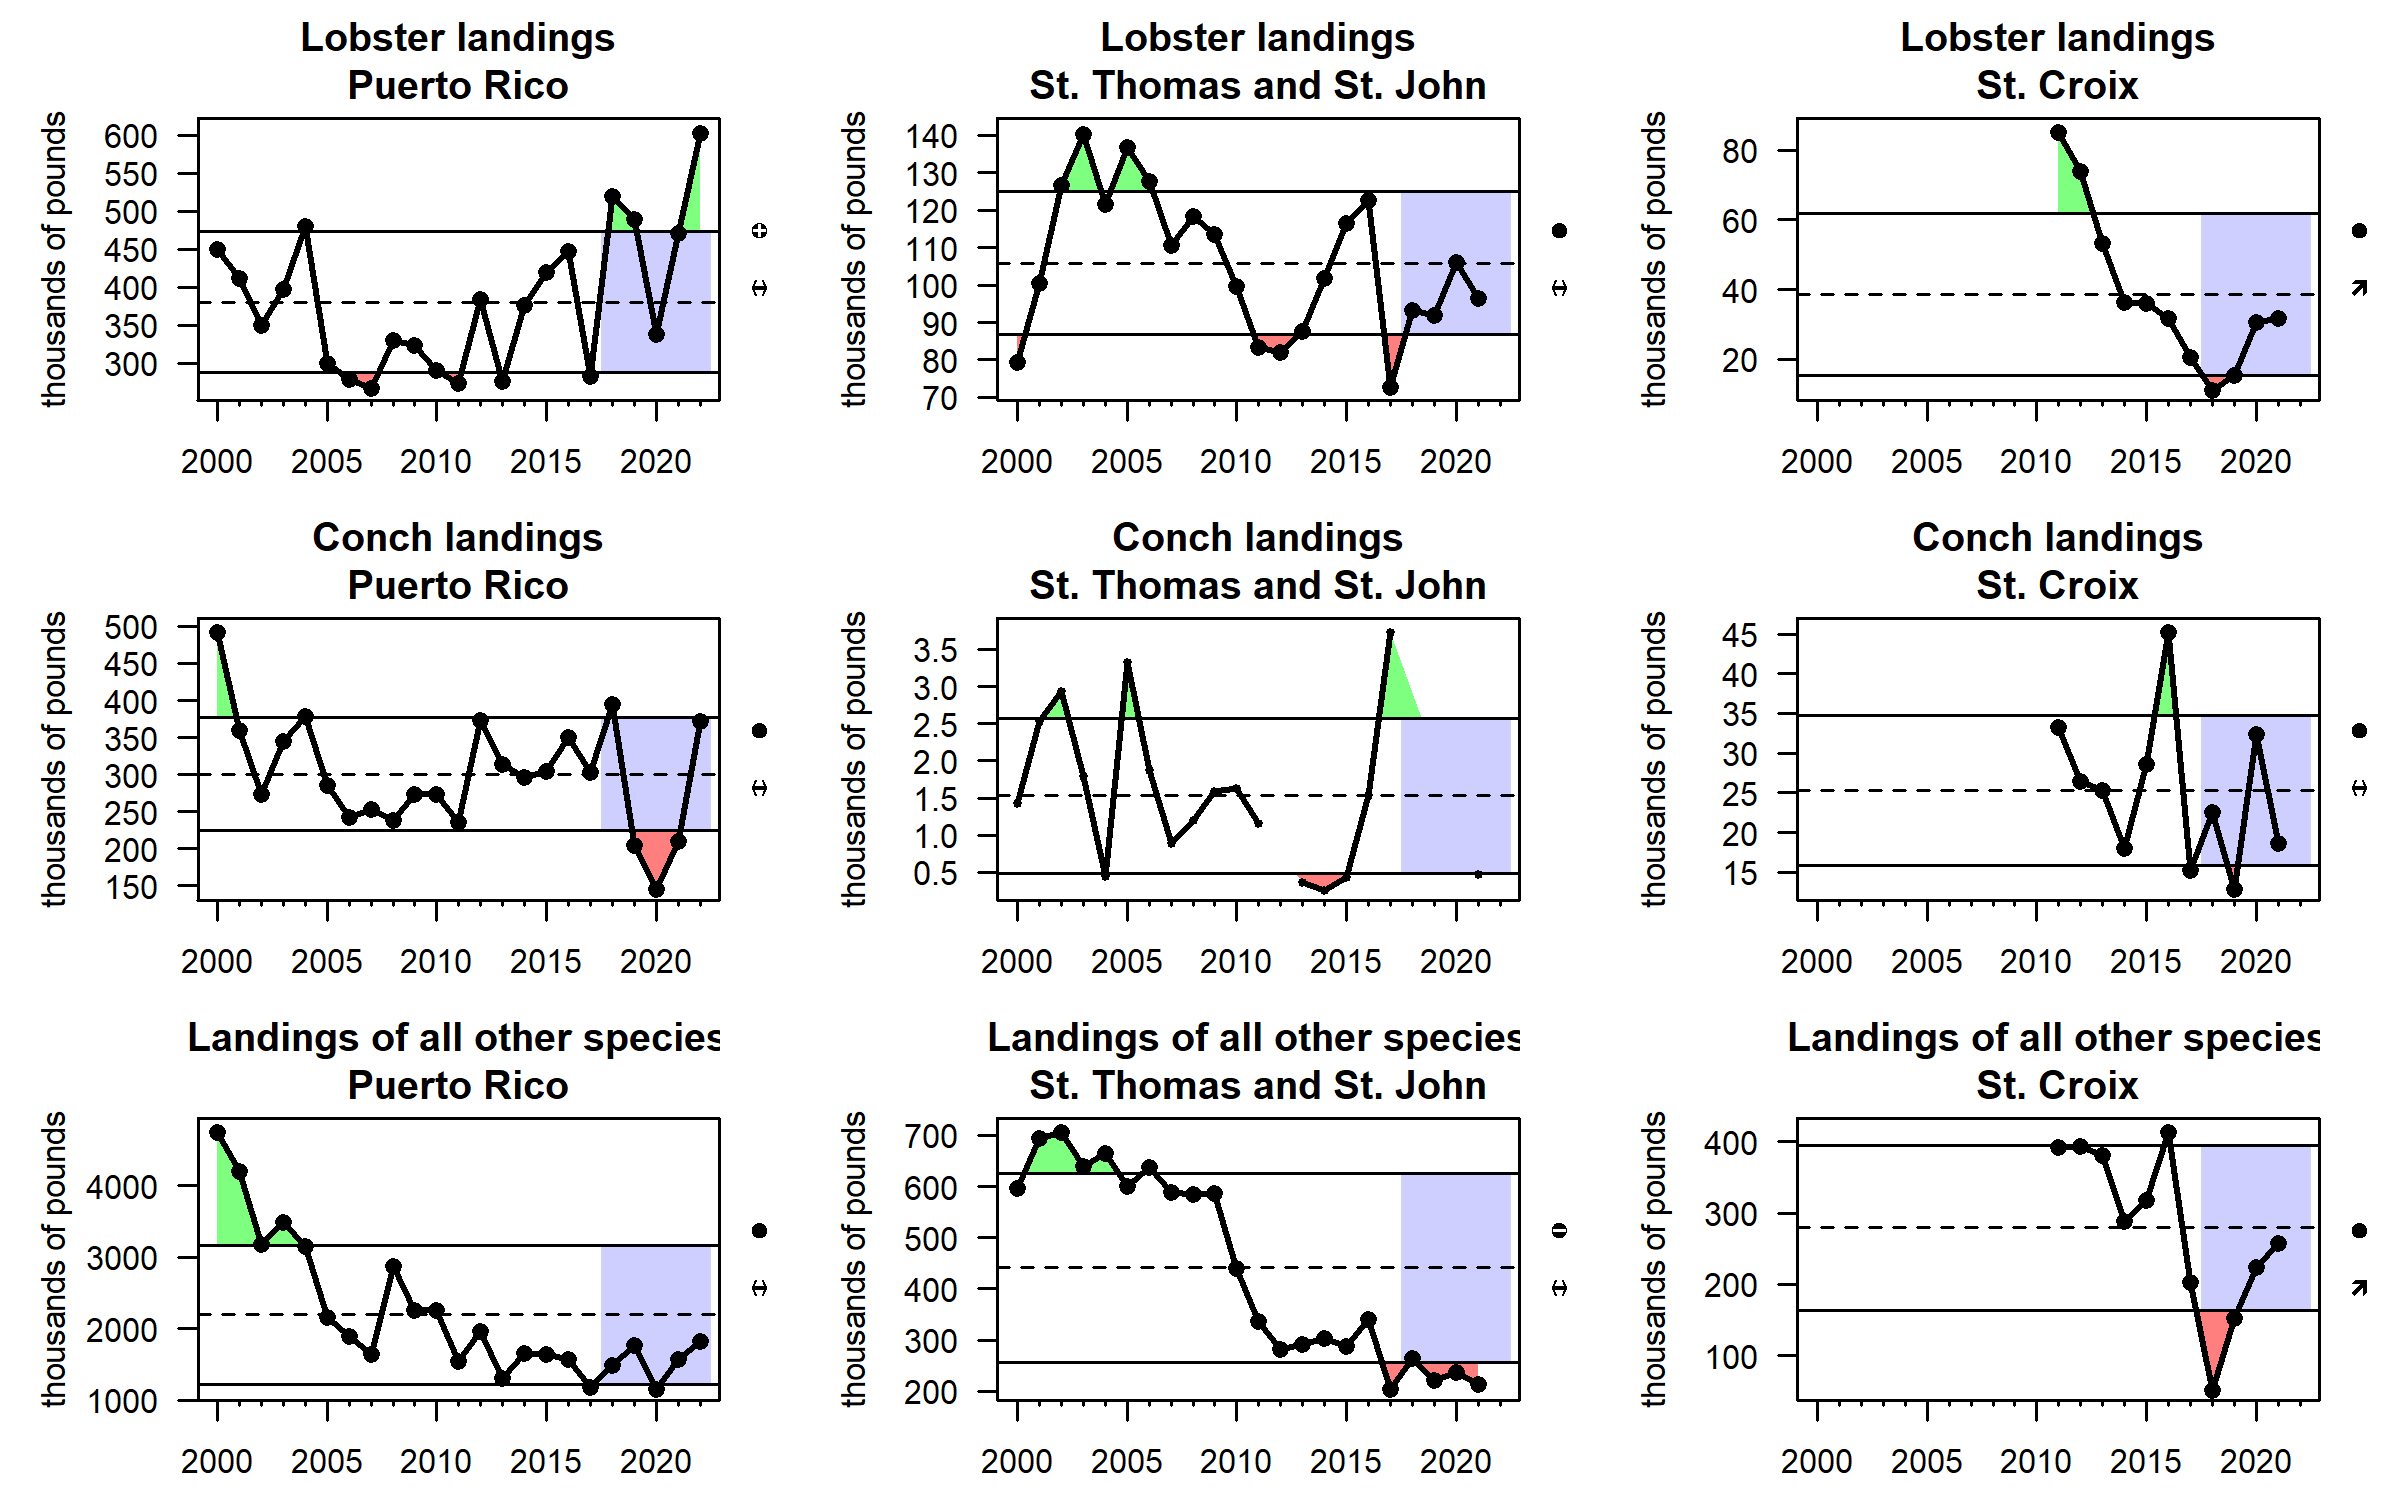 Lobster landings
Puerto Rico
thousands of pounds
600
550
500
450
400
350
300
2000 2005 2010 2015 2020
Lobster landings
St. Thomas and St. John
thousands of pounds
140
130
120
110
100
90
80
70
2000 2005 2010 2015 2020
Lobster landings
St. Croix
thousands of pounds
80
60
40
20
2000 2005 2010 2015 2020
Conch landings
Puerto Rico
thousands of pounds
500
450
400
350
300
250
200
150
2000 2005 2010 2015 2020
Conch landings
St. Thomas and St. John
thousands of pounds
3.5
3.0
2.5
2.0
1.5
1.0
0.5
2000 2005 2010 2015 2020
Conch landings
St. Croix
thousands of pounds
45
40
35
30
25
20
15
2000 2005 2010 2015 2020
Landings of all other species
Puerto Rico
thousands of pounds
4000
3000
2000
1000
2000 2005 2010 2015 2020
Landings of all other species
St. Thomas and St. John
thousands of pounds
700
600
500
400
300
200
2000 2005 2010 2015 2020
Landings of all other species
St. Croix
thousands of pounds
400
300
200
100
2000 2005 2010 2015 2020